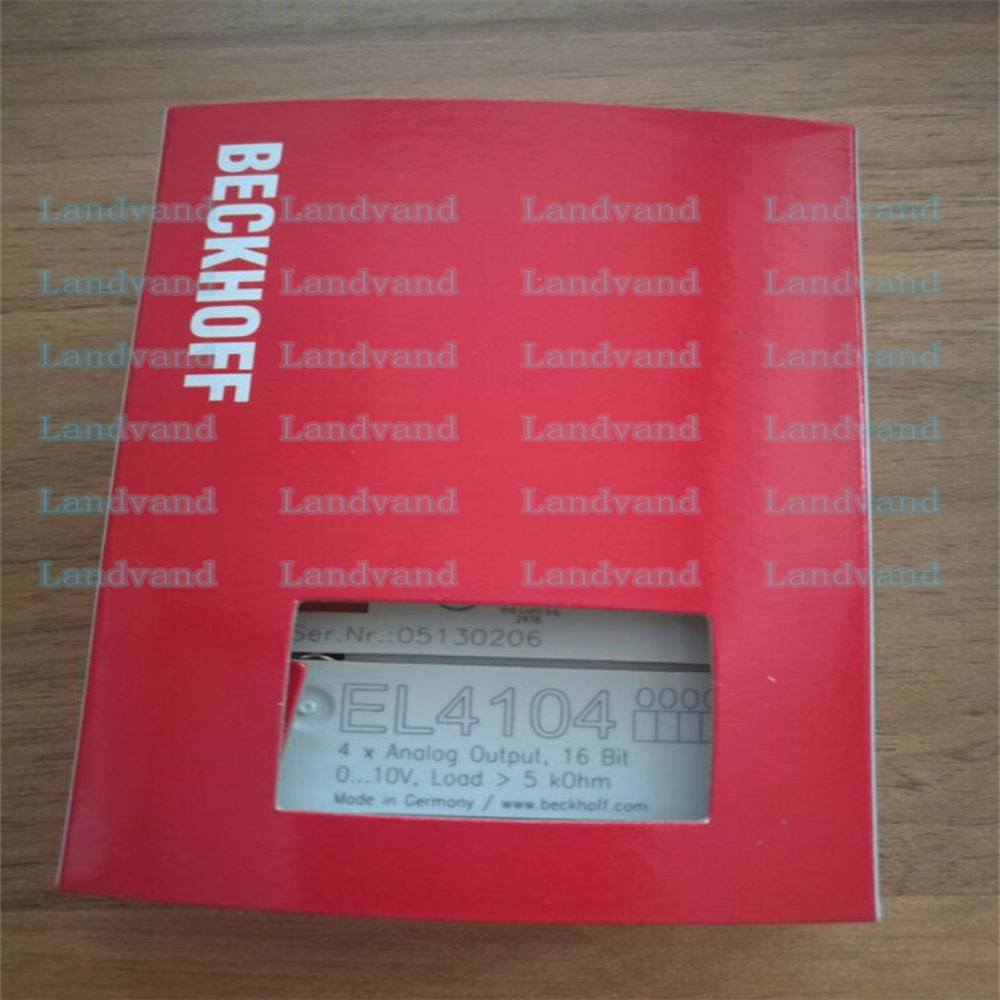 BECKHOFF
Landvand Landvand Landvand Landvand
Landvand Landvand Landvand Landvand
Landvand Landvand Landvand Landvand
Landvand Landvand Landvand Landvand
Landvand Landvand Landvand Landvand
Landvand Landvand Landvand Landvand
Ser.Nr.:05130206
EL4104
4 x Analog Output, 16 Bit
0...10V, Load > 5 kOhm
Made in Germany / www.beckhoff.com